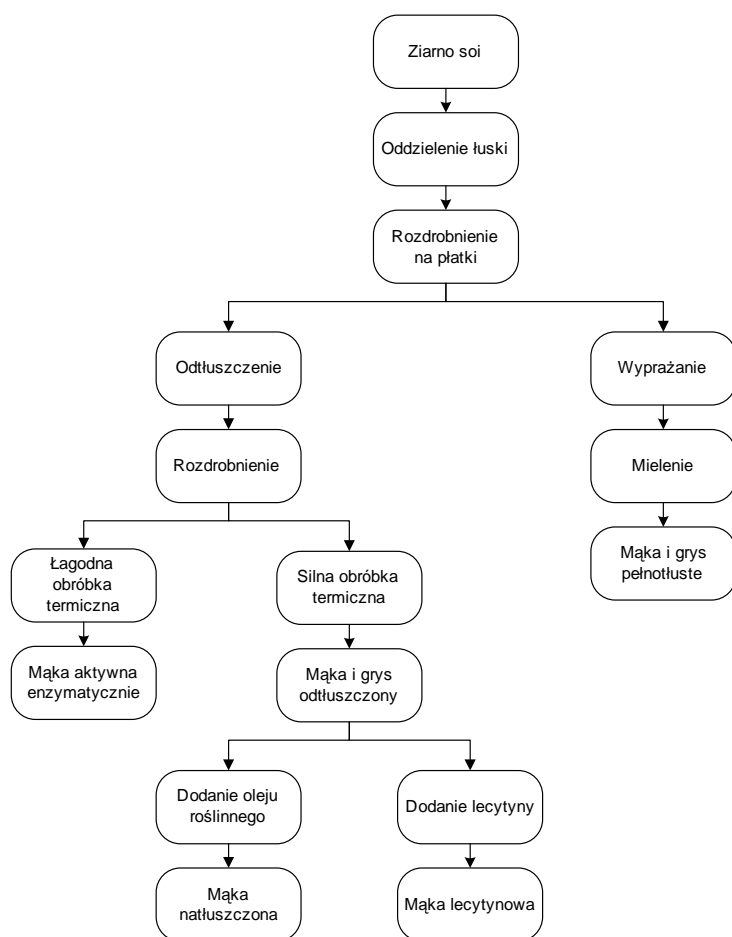 Ziarno soi
Oddzielenie łuski
Rozdrobnienie
na płatki
Odtłuszczenie
Wyprażanie
Rozdrobnienie
Mielenie
Łagodna
obróbka
termiczna
Silna obróbka
termiczna
Mąka i grys
pełnotłuste
Mąka aktywna
enzymatycznie
Mąka i grys
odtłuszczony
Dodanie oleju
roślinnego
Dodanie lecytyny
Mąka
natłuszczona
Mąka lecytynowa